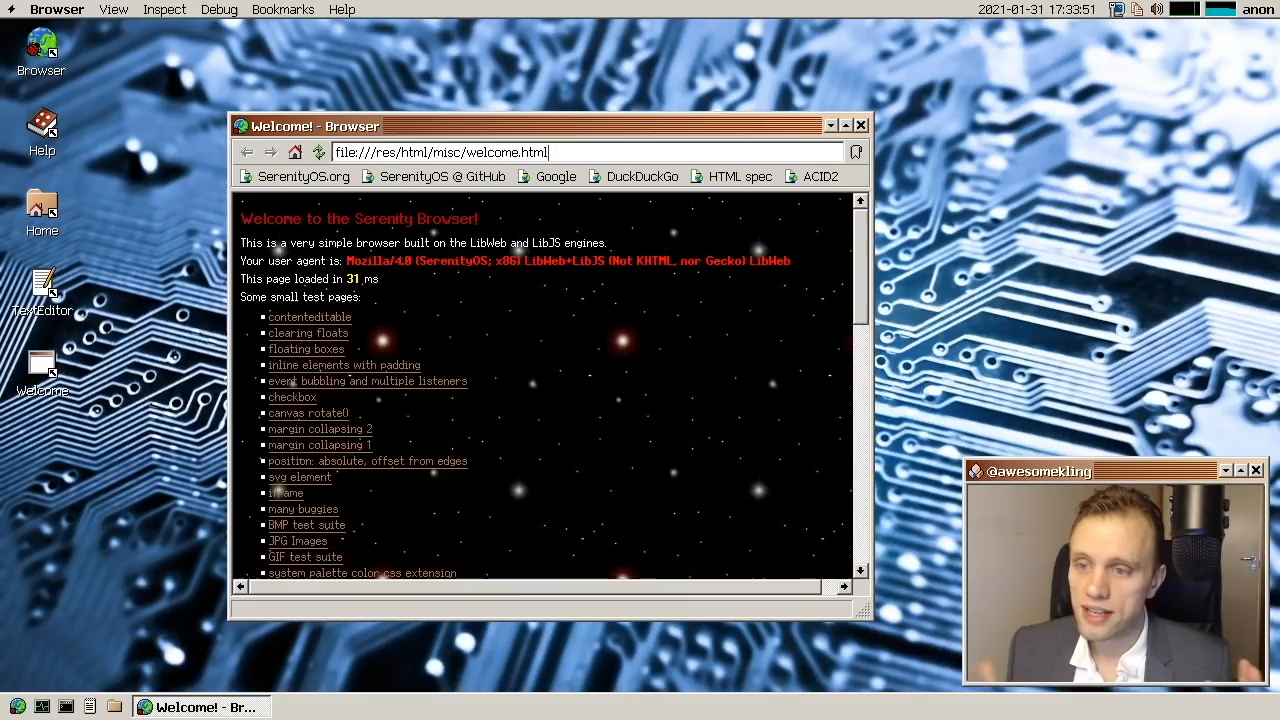 Browser View Inspect Debug Bookmarks Help 2021-01-31 17:33:51 anon
Browser
Help
Home
TextEditor
Welcome
Welcome! - Browser
file:///res/html/misc/welcome.html
SerenityOS.org SerenityOS @ GitHub Google DuckDuckGo HTML spec ACID2
Welcome to the Serenity Browser!
This is a very simple browser built on the LibWeb and LibJS engines.
Your user agent is: Mozilla/4.0 (SerenityOS; x86) LibWeb+LibJS (Not KHTML, nor Gecko) LibWeb
This page loaded in 31 ms
Some small test pages:
contenteditable
clearing floats
floating boxes
inline elements with padding
event bubbling and multiple listeners
checkbox
canvas rotate()
margin collapsing 2
margin collapsing 1
position: absolute, offset from edges
svg element
iframe
many buggies
BMP test suite
JPG Images
GIF test suite
system palette color css extension
@awesomekling
Welcome! - Br...